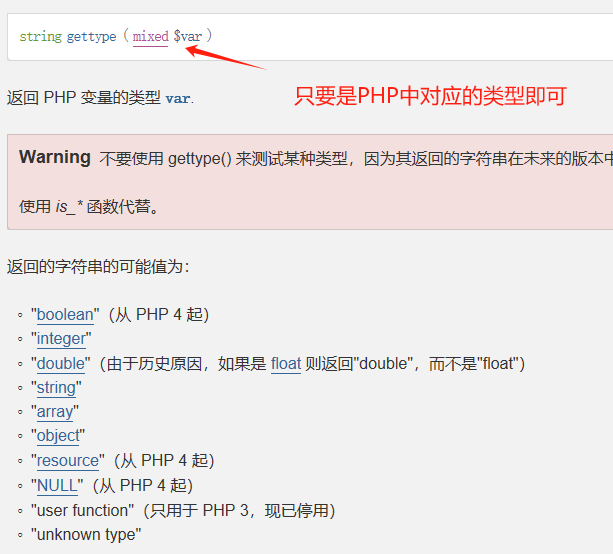 string gettype ( mixed $var )
只要是PHP中对应的类型即可
返回 PHP 变量的类型 var.
Warning 不要使用 gettype() 来测试某种类型，因为其返回的字符串在未来的版本中
使用 is_* 函数代替。
返回的字符串的可能值为：
◦ "boolean"（从 PHP 4 起）
◦ "integer"
◦ "double"（由于历史原因，如果是 float 则返回"double"，而不是"float"）
◦ "string"
◦ "array"
◦ "object"
◦ "resource"（从 PHP 4 起）
◦ "NULL"（从 PHP 4 起）
◦ "user function"（只用于 PHP 3，现已停用）
◦ "unknown type"